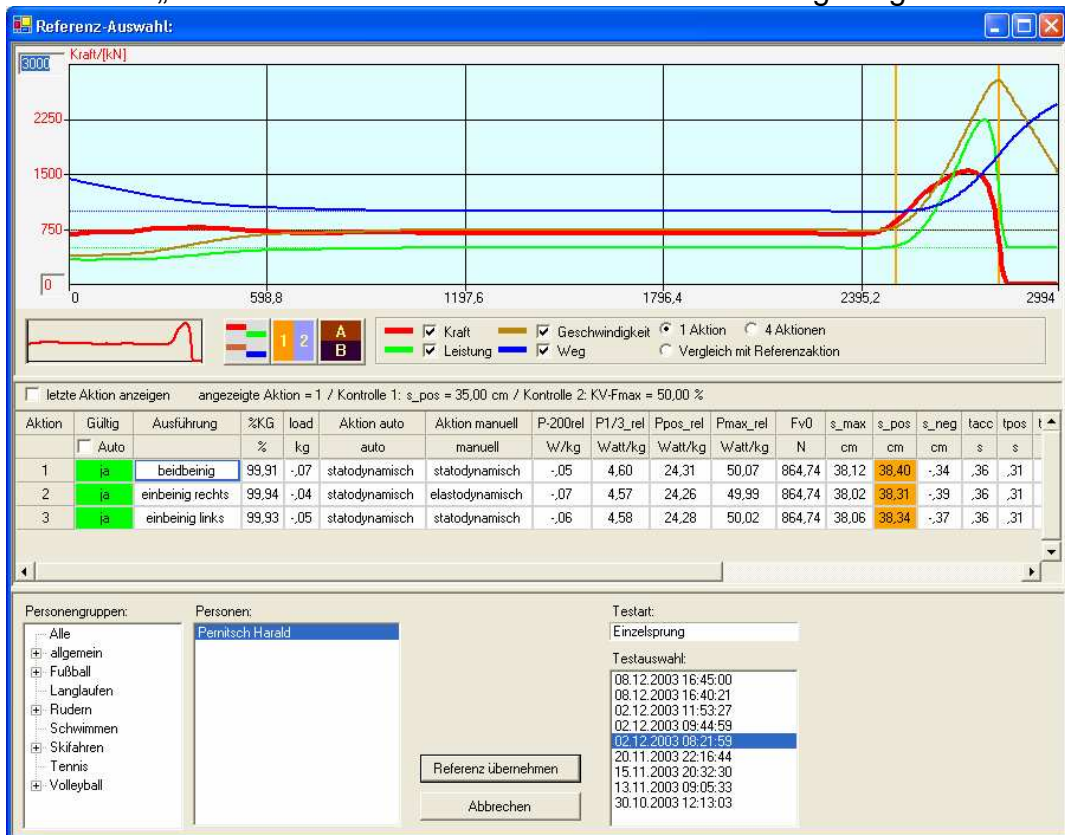 Referenz-Auswahl:
3000 Kraft/[kN]
2250
1500
750
0
0 598,8 1197,6 1796,4 2395,2 2994
1 2 A B
Kraft Geschwindigkeit 1 Aktion 4 Aktionen
Leistung Weg Vergleich mit Referenzaktion
letzte Aktion anzeigen angezeigte Aktion = 1 / Kontrolle 1: s_pos = 35,00 cm / Kontrolle 2: KV-Fmax = 50,00 %
Aktion Gültig Ausführung %KG load Aktion auto Aktion manuell P-200rel P1/3_rel Ppos_rel Pmax_rel Fv0 s_max s_pos s_neg tacc tpos
Auto % kg auto manuell W/kg Watt/kg Watt/kg Watt/kg N cm cm cm s s
1 ja beidbeinig 99,91 -,07 statodynamisch statodynamisch -,05 4,60 24,31 50,07 864,74 38,12 38,40 -,34 ,36 ,31
2 ja einbeinig rechts 99,94 -,04 statodynamisch elastodynamisch -,07 4,57 24,26 49,99 864,74 38,02 38,31 -,39 ,36 ,31
3 ja einbeinig links 99,93 -,05 statodynamisch statodynamisch -,06 4,58 24,28 50,02 864,74 38,06 38,34 -,37 ,36 ,31
Personengruppen:
Alle
allgemein
Fußball
Langlaufen
Rudern
Schwimmen
Skifahren
Tennis
Volleyball
Personen:
Pernitsch Harald
Referenz übernehmen
Abbrechen
Testart:
Einzelsprung
Testauswahl:
08.12.2003 16:45:00
08.12.2003 16:40:21
02.12.2003 11:53:27
02.12.2003 09:44:59
02.12.2003 08:21:59
20.11.2003 22:16:44
15.11.2003 20:32:30
13.11.2003 09:05:33
30.10.2003 12:13:03